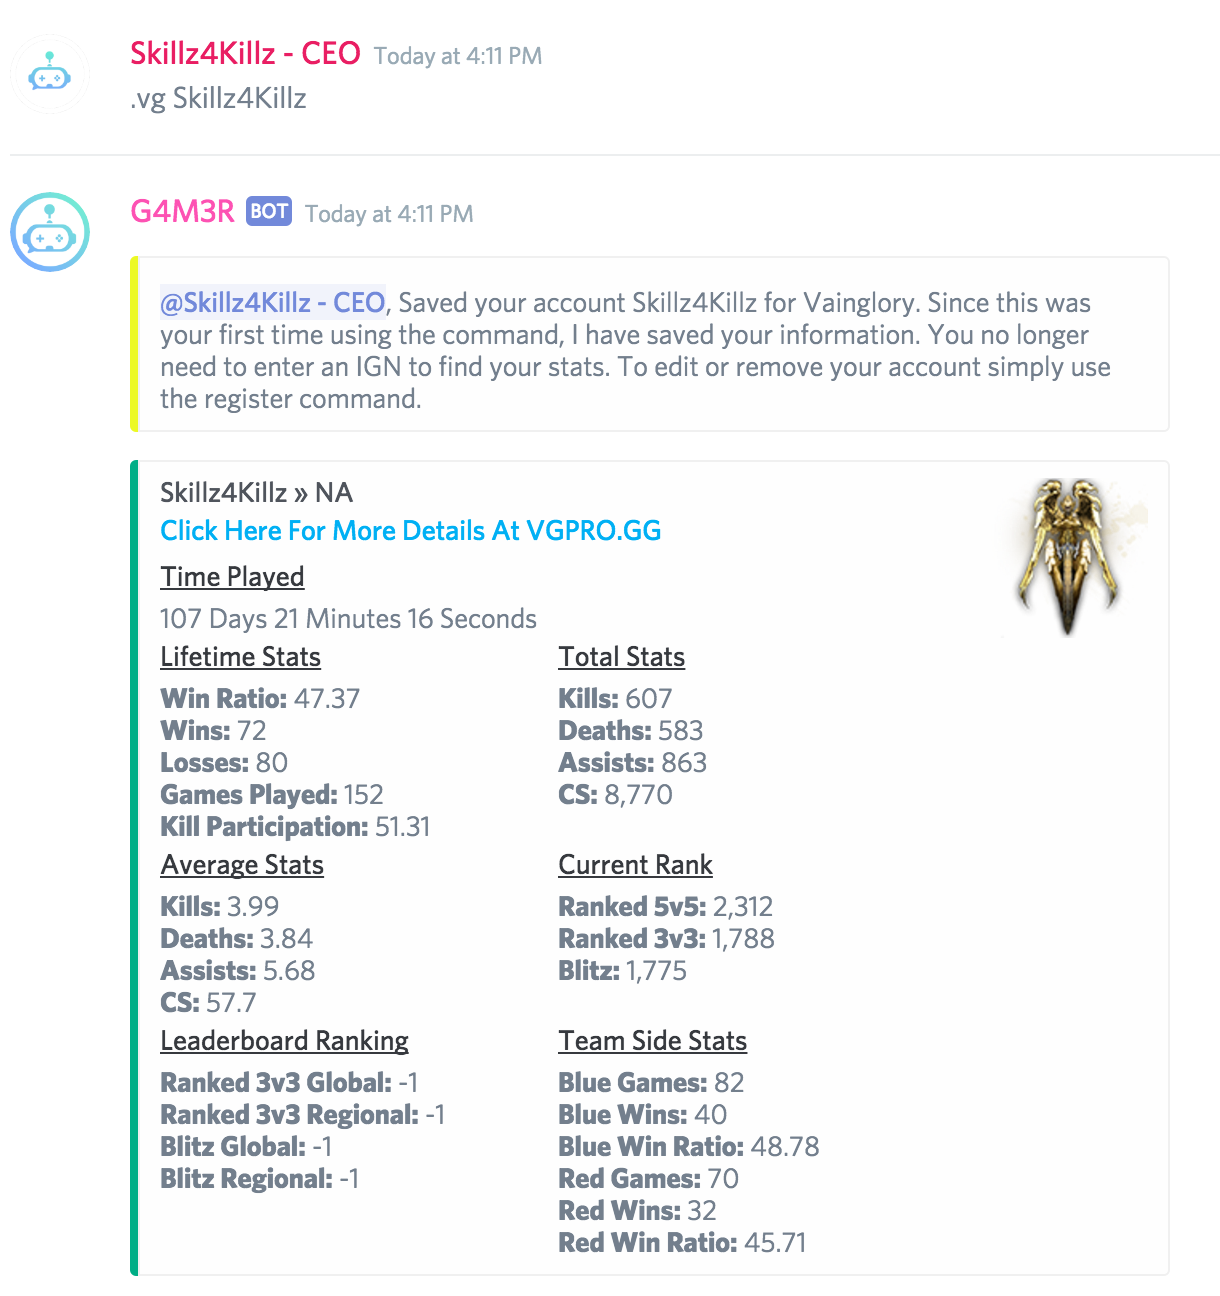 Skillz4Killz - CEO Today at 4:11 PM
.vg Skillz4Killz
G4M3R BOT Today at 4:11 PM
@Skillz4Killz - CEO, Saved your account Skillz4Killz for Vainglory. Since this was
your first time using the command, I have saved your information. You no longer
need to enter an IGN to find your stats. To edit or remove your account simply use
the register command.
Skillz4Killz » NA
Click Here For More Details At VGPRO.GG
Time Played
107 Days 21 Minutes 16 Seconds
Lifetime Stats
Win Ratio: 47.37
Wins: 72
Losses: 80
Games Played: 152
Kill Participation: 51.31
Total Stats
Kills: 607
Deaths: 583
Assists: 863
CS: 8,770
Average Stats
Kills: 3.99
Deaths: 3.84
Assists: 5.68
CS: 57.7
Current Rank
Ranked 5v5: 2,312
Ranked 3v3: 1,788
Blitz: 1,775
Leaderboard Ranking
Ranked 3v3 Global: -1
Ranked 3v3 Regional: -1
Blitz Global: -1
Blitz Regional: -1
Team Side Stats
Blue Games: 82
Blue Wins: 40
Blue Win Ratio: 48.78
Red Games: 70
Red Wins: 32
Red Win Ratio: 45.71